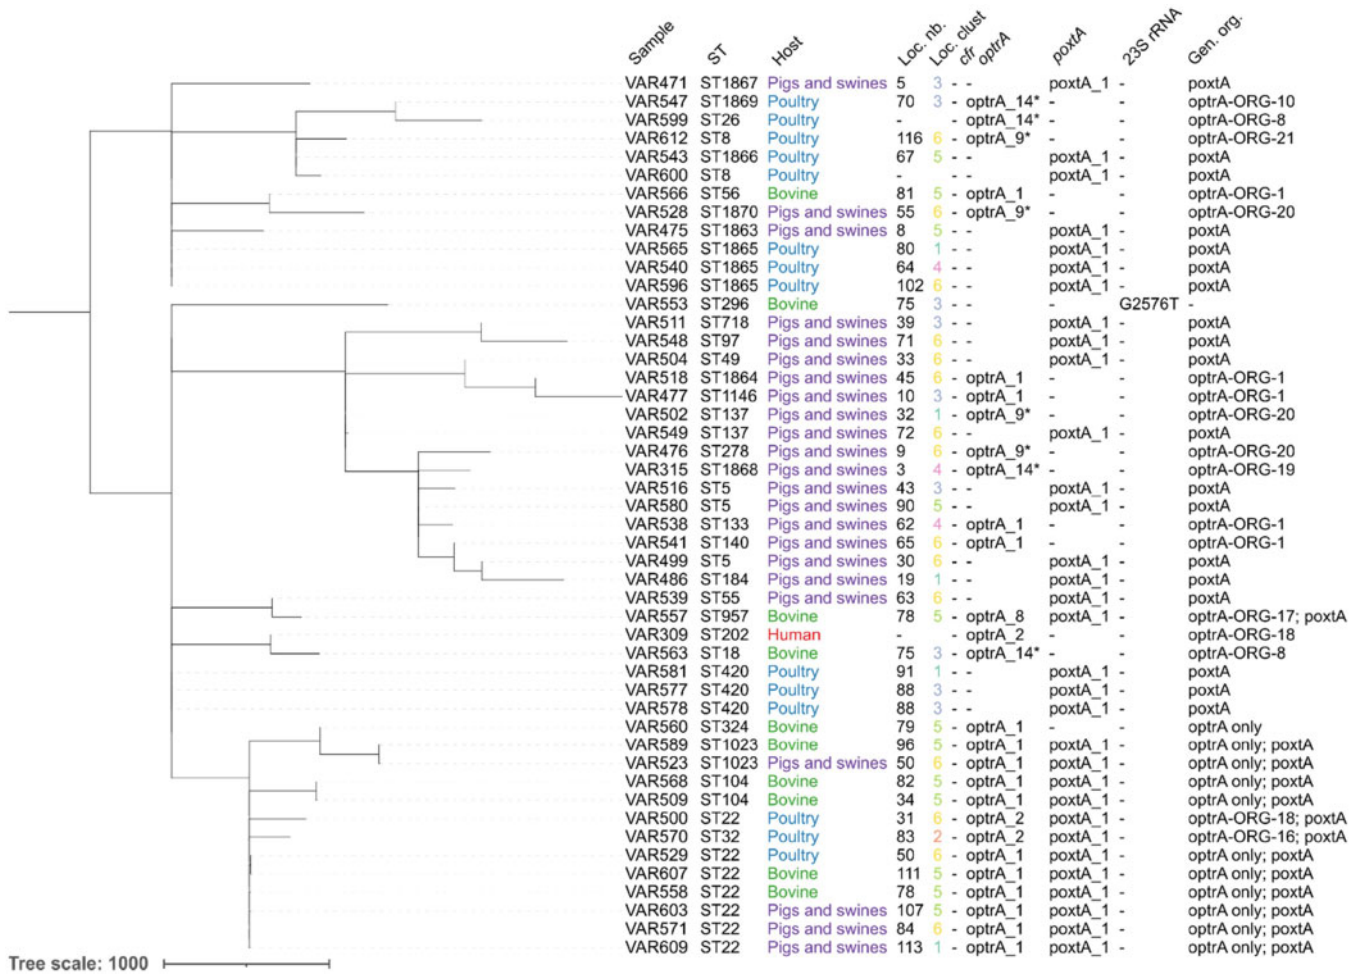 Sample ST Host Loc. nb. Loc. clust cfr optrA poxtA 23S rRNA Gen. org.
VAR471 ST1867 Pigs and swines 5 3 - - poxtA_1 - poxtA
VAR547 ST1869 Poultry 70 3 - optrA_14* - - optrA-ORG-10
VAR599 ST26 Poultry - - optrA_14* - - optrA-ORG-8
VAR612 ST8 Poultry 116 6 - optrA_9* - - optrA-ORG-21
VAR543 ST1866 Poultry 67 5 - - poxtA_1 - poxtA
VAR600 ST8 Poultry - - - poxtA_1 - poxtA
VAR566 ST56 Bovine 81 5 - optrA_1 - - optrA-ORG-1
VAR528 ST1870 Pigs and swines 55 6 - optrA_9* - - optrA-ORG-20
VAR475 ST1863 Pigs and swines 8 5 - - poxtA_1 - poxtA
VAR565 ST1865 Poultry 80 1 - - poxtA_1 - poxtA
VAR540 ST1865 Poultry 64 4 - - poxtA_1 - poxtA
VAR596 ST1865 Poultry 102 6 - - poxtA_1 - poxtA
VAR553 ST296 Bovine 75 3 - - - G2576T -
VAR511 ST718 Pigs and swines 39 3 - - poxtA_1 - poxtA
VAR548 ST97 Pigs and swines 71 6 - - poxtA_1 - poxtA
VAR504 ST49 Pigs and swines 33 6 - - poxtA_1 - poxtA
VAR518 ST1864 Pigs and swines 45 6 - optrA_1 - - optrA-ORG-1
VAR477 ST1146 Pigs and swines 10 3 - optrA_1 - - optrA-ORG-1
VAR502 ST137 Pigs and swines 32 1 - optrA_9* - - optrA-ORG-20
VAR549 ST137 Pigs and swines 72 6 - - poxtA_1 - poxtA
VAR476 ST278 Pigs and swines 9 6 - optrA_9* - - optrA-ORG-20
VAR315 ST1868 Pigs and swines 3 4 - optrA_14* - - optrA-ORG-19
VAR516 ST5 Pigs and swines 43 3 - - poxtA_1 - poxtA
VAR580 ST5 Pigs and swines 90 5 - - poxtA_1 - poxtA
VAR538 ST133 Pigs and swines 62 4 - optrA_1 - - optrA-ORG-1
VAR541 ST140 Pigs and swines 65 6 - optrA_1 - - optrA-ORG-1
VAR499 ST5 Pigs and swines 30 6 - - poxtA_1 - poxtA
VAR486 ST184 Pigs and swines 19 1 - - poxtA_1 - poxtA
VAR539 ST55 Pigs and swines 63 6 - - poxtA_1 - poxtA
VAR557 ST957 Bovine 78 5 - optrA_8 poxtA_1 - optrA-ORG-17; poxtA
VAR309 ST202 Human - - optrA_2 - - optrA-ORG-18
VAR563 ST18 Bovine 75 3 - optrA_14* - - optrA-ORG-8
VAR581 ST420 Poultry 91 1 - - poxtA_1 - poxtA
VAR577 ST420 Poultry 88 3 - - poxtA_1 - poxtA
VAR578 ST420 Poultry 88 3 - - poxtA_1 - poxtA
VAR560 ST324 Bovine 79 5 - optrA_1 - - optrA only
VAR589 ST1023 Bovine 96 5 - optrA_1 poxtA_1 - optrA only; poxtA
VAR523 ST1023 Pigs and swines 50 6 - optrA_1 poxtA_1 - optrA only; poxtA
VAR568 ST104 Bovine 82 5 - optrA_1 poxtA_1 - optrA only; poxtA
VAR509 ST104 Bovine 34 5 - optrA_1 poxtA_1 - optrA only; poxtA
VAR500 ST22 Poultry 31 6 - optrA_2 poxtA_1 - optrA-ORG-18; poxtA
VAR570 ST32 Poultry 83 2 - optrA_2 poxtA_1 - optrA-ORG-16; poxtA
VAR529 ST22 Poultry 50 6 - optrA_1 poxtA_1 - optrA only; poxtA
VAR607 ST22 Bovine 111 5 - optrA_1 poxtA_1 - optrA only; poxtA
VAR558 ST22 Bovine 78 5 - optrA_1 poxtA_1 - optrA only; poxtA
VAR603 ST22 Pigs and swines 107 5 - optrA_1 poxtA_1 - optrA only; poxtA
VAR571 ST22 Pigs and swines 84 6 - optrA_1 poxtA_1 - optrA only; poxtA
VAR609 ST22 Pigs and swines 113 1 - optrA_1 poxtA_1 - optrA only; poxtA
Tree scale: 1000